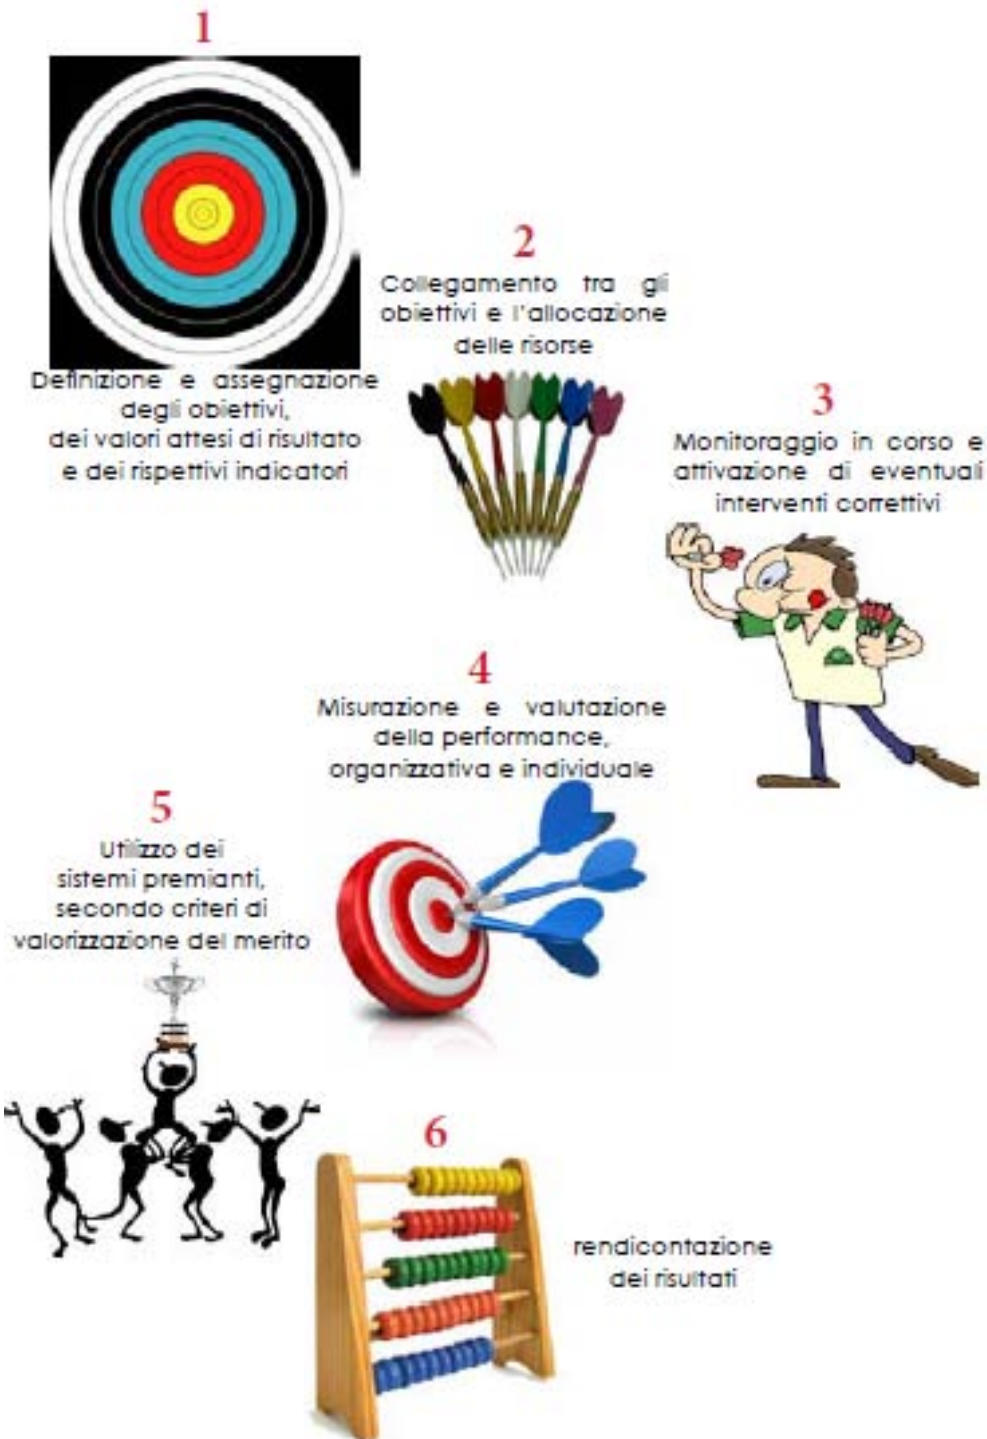 1
Definizione e assegnazione
degli obiettivi,
dei valori attesi di risultato
e dei rispettivi indicatori
2
Collegamento tra gli
obiettivi e l'allocazione
delle risorse
3
Monitoraggio in corso e
attivazione di eventuali
interventi correttivi
4
Misurazione e valutazione
della performance,
organizzativa e individuale
5
Utilizzo dei
sistemi premianti,
secondo criteri di
valorizzazione del merito
6
rendicontazione
dei risultati